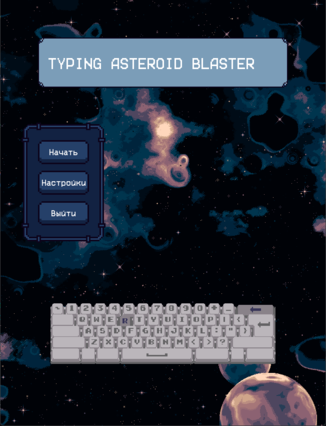 TYPING ASTEROID BLASTER
Начать
Настройки
Выйти
1 2 3 4 5 6 7 8 9 0
Q W E R T Y U I O P
A S D F G H J K L
Z X C V B N M